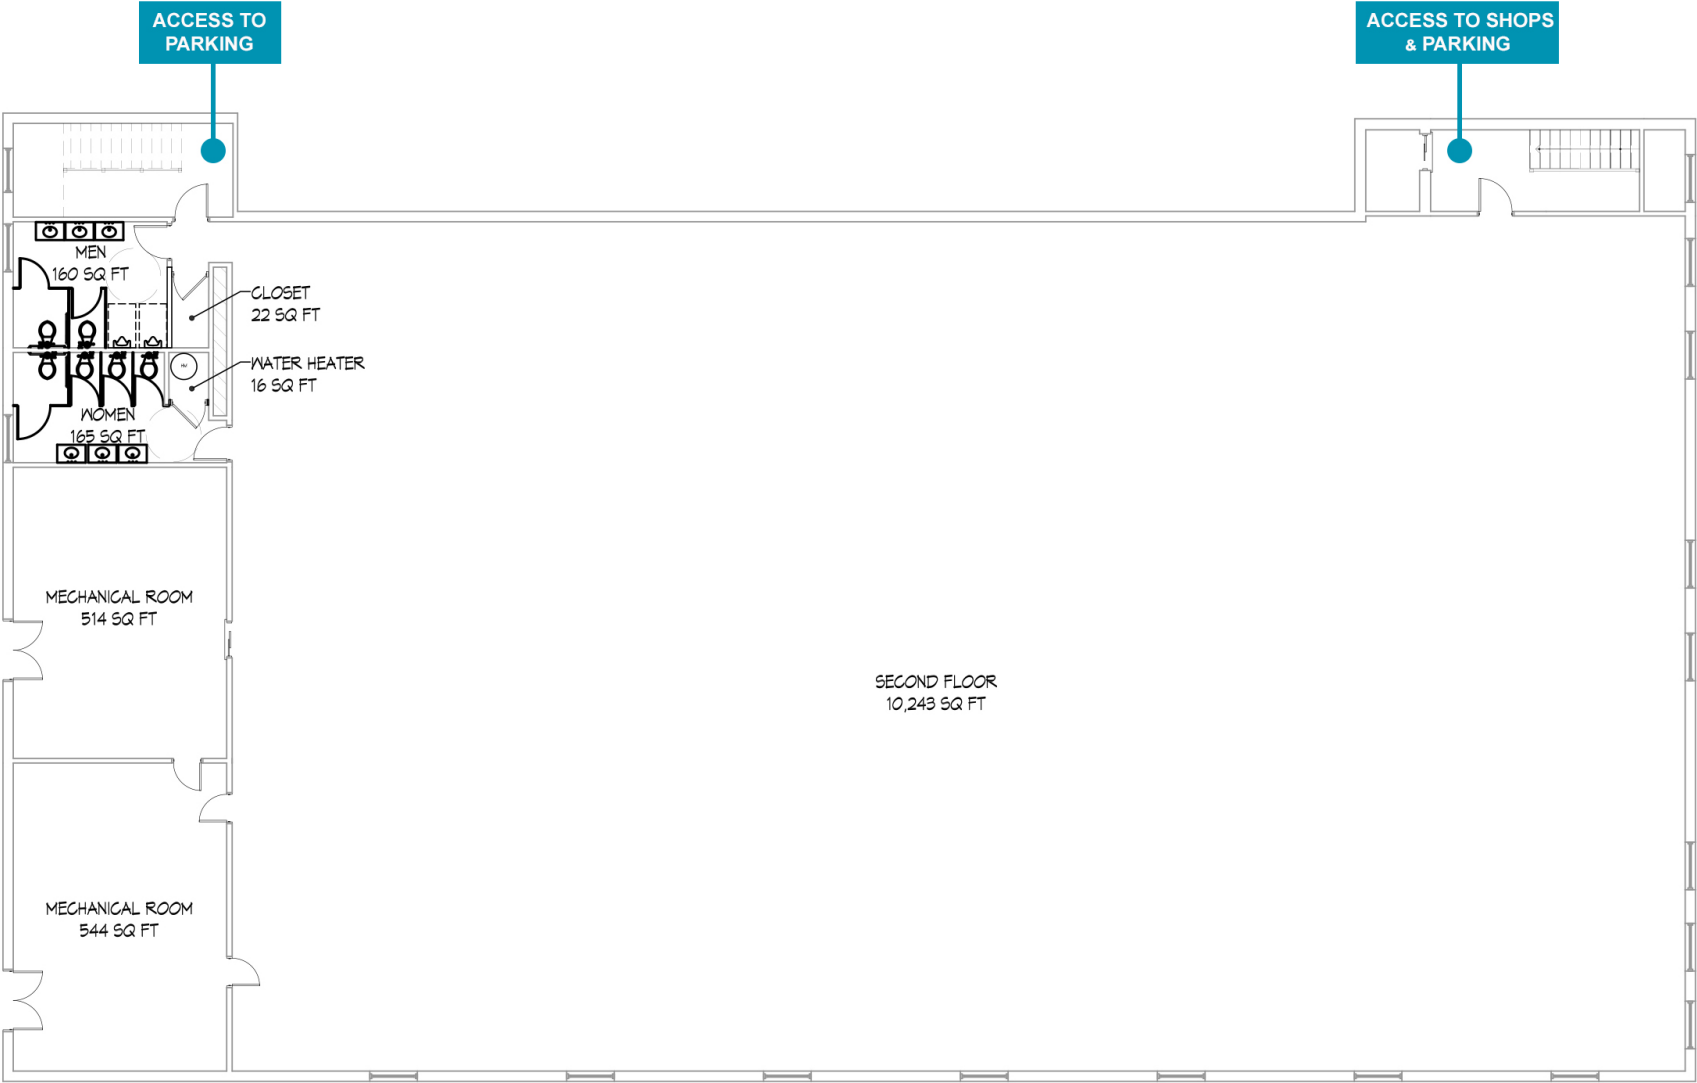 ACCESS TO
PARKING
ACCESS TO SHOPS
& PARKING
MEN
160 SQ FT
CLOSET
22 SQ FT
WATER HEATER
16 SQ FT
WOMEN
165 SQ FT
MECHANICAL ROOM
514 SQ FT
SECOND FLOOR
10,243 SQ FT
MECHANICAL ROOM
544 SQ FT